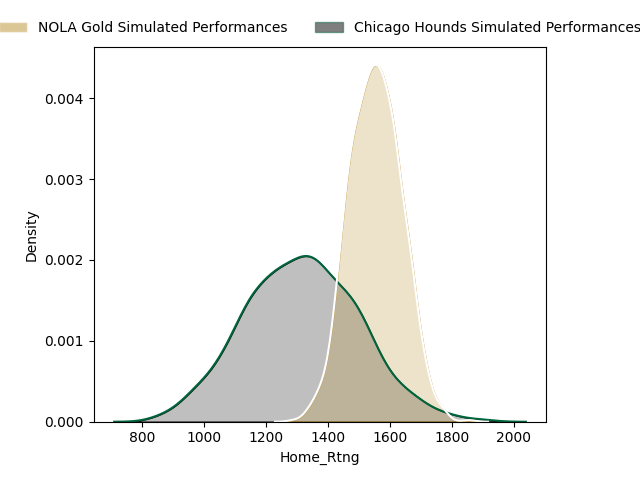 NOLA Gold Simulated Performances
Chicago Hounds Simulated Performances
0.004
0.003
0.002
0.001
0.000
Density
800 1000 1200 1400 1600 1800 2000
Home_Rtng